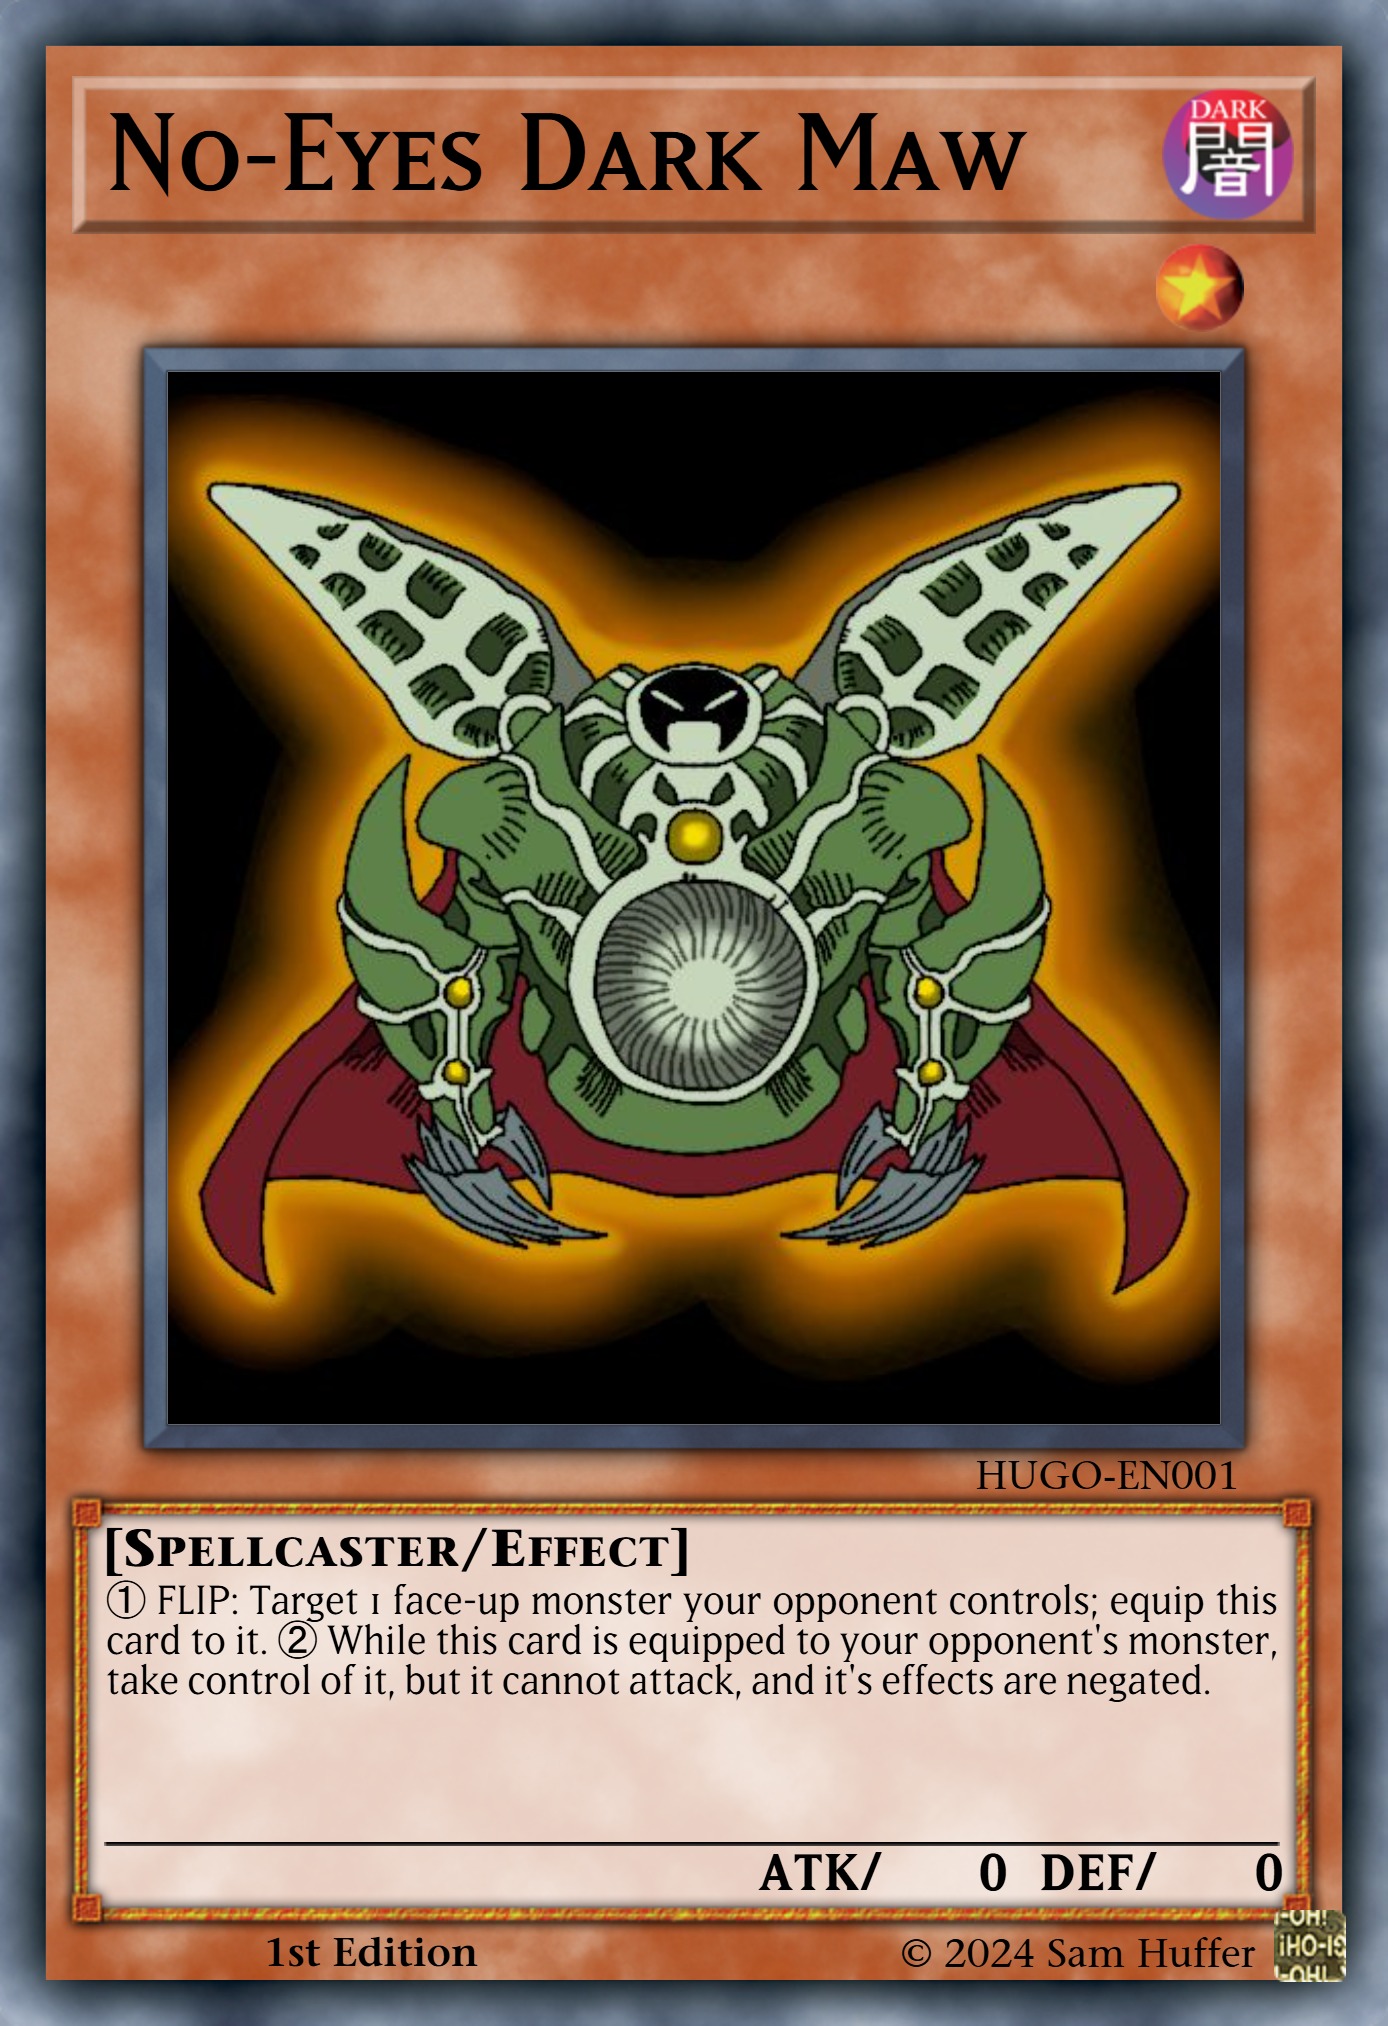 No-Eyes Dark Maw
DARK
闇
HUGO-EN001
[Spellcaster/Effect]
① FLIP: Target 1 face-up monster your opponent controls; equip this
card to it. ② While this card is equipped to your opponent's monster,
take control of it, but it cannot attack, and it's effects are negated.
ATK/ 0 DEF/ 0
1st Edition
© 2024 Sam Huffer